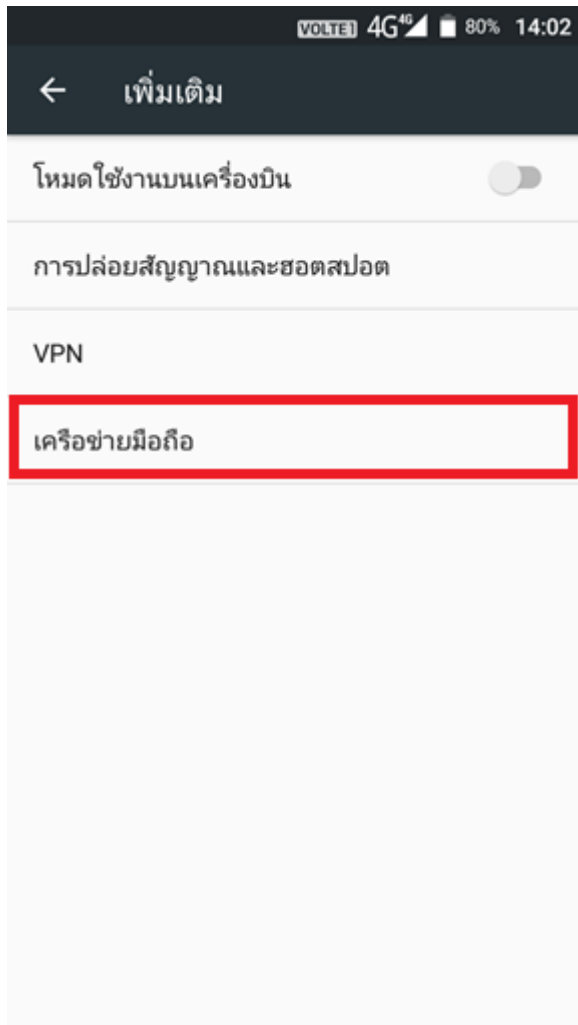 VOLTE1 4G 4G 80% 14:02
เพิ่มเติม
โหมดใช้งานบนเครื่องบิน
การปล่อยสัญญาณและฮอตสปอต
VPN
เครือข่ายมือถือ